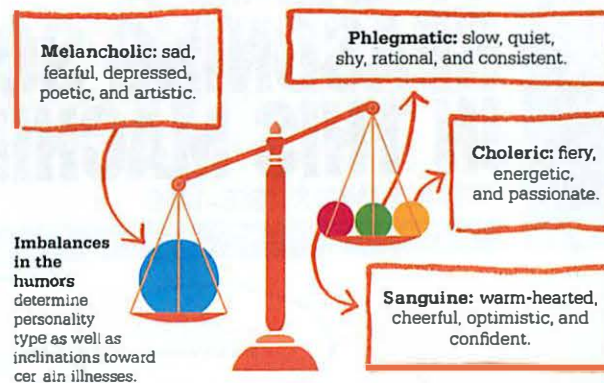 Melancholic: sad,
fearful, depressed,
poetic, and artistic.
Phlegmatic: slow, quiet,
shy, rational, and consistent.
Choleric: fiery,
energetic,
and passionate.
Imbalances
in the
humors
determine
personality
type as well as
inclinations toward
cer ain illnesses.
Sanguine: warm-hearted,
cheerful, optimistic, and
confident.